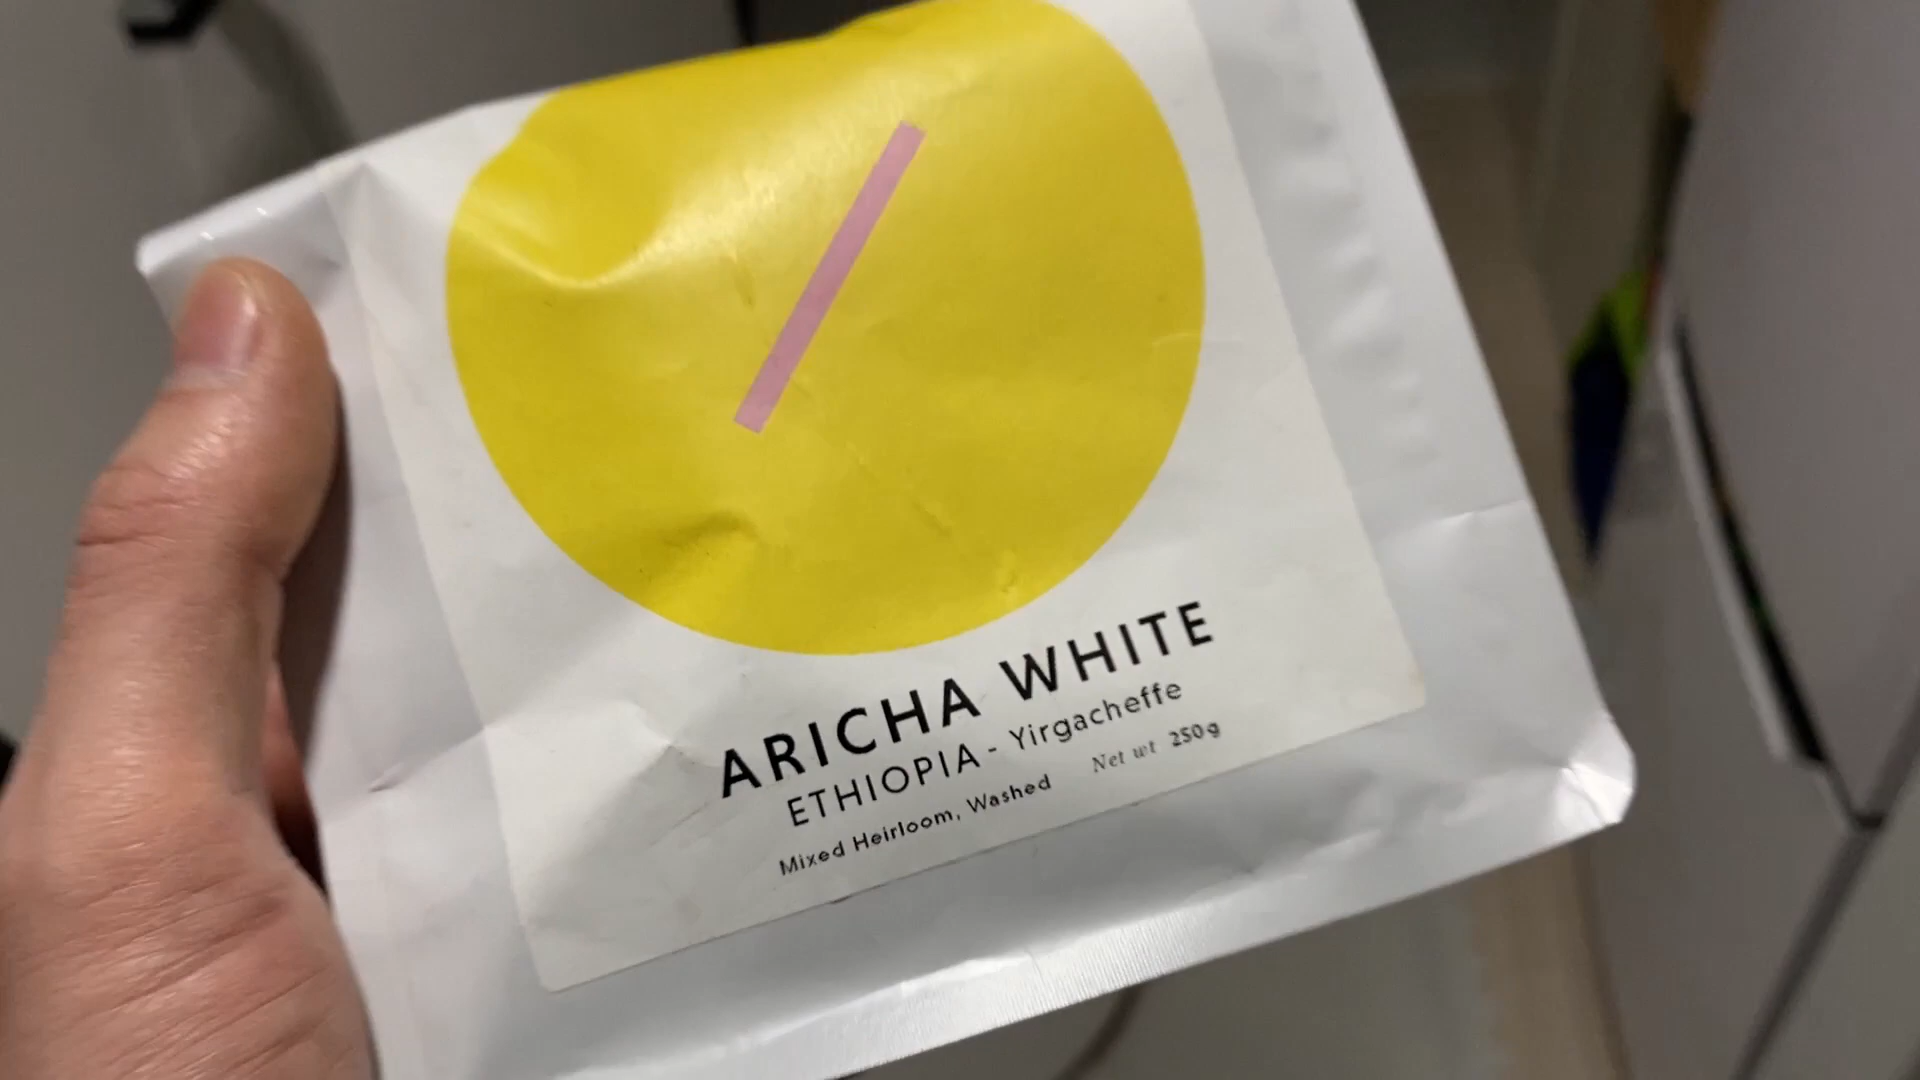 ARICHA WHITE
ETHIOPIA - Yirgacheffe
Mixed Heirloom, Washed Net wt 250g